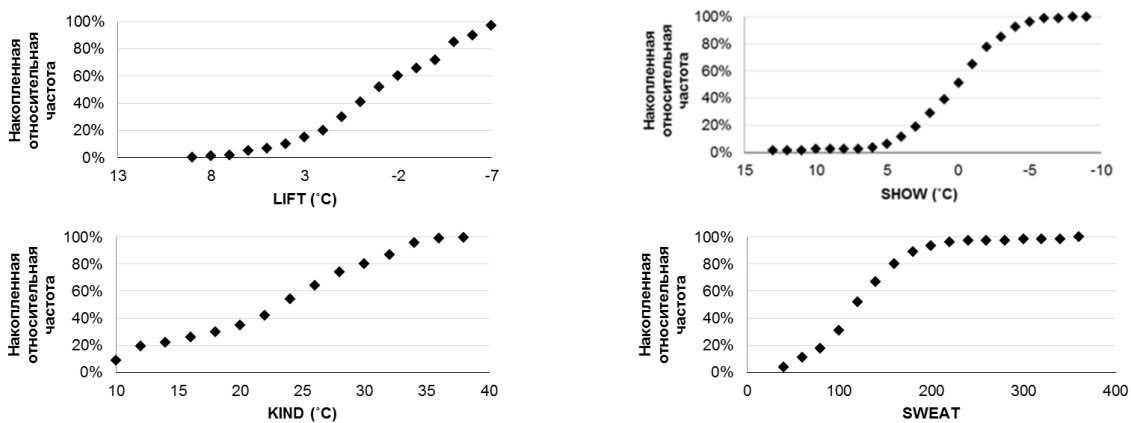 Накопленная
относительная
частота
100%
80%
60%
40%
20%
0%
13
8
3
-2
-7
LIFT (˚C)
Накопленная
относительная
частота
100%
80%
60%
40%
20%
0%
15
10
5
0
-5
-10
SHOW (˚C)
Накопленная
относительная
частота
100%
80%
60%
40%
20%
0%
10
15
20
25
30
35
40
KIND (˚C)
Накопленная
относительная
частота
100%
80%
60%
40%
20%
0%
0
100
200
300
400
SWEAT